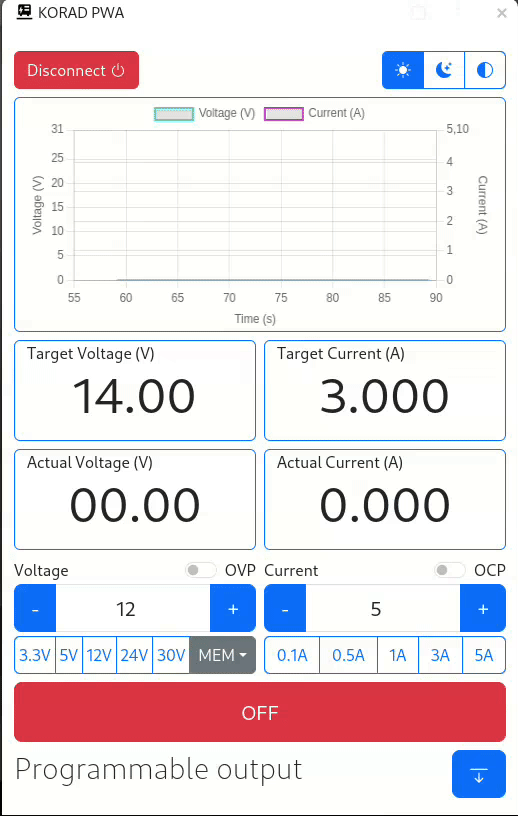 KORAD PWA
Disconnect
Voltage (V) Current (A)
31 5,10
25 4
20 3
15 2
10 1
5
0 0
Voltage (V)
Current (A)
55 60 65 70 75 80 85 90
Time (s)
Target Voltage (V) Target Current (A)
14.00 3.000
Actual Voltage (V) Actual Current (A)
00.00 0.000
Voltage OVP Current OCP
- 12 + - 5 +
3.3V 5V 12V 24V 30V MEM 0.1A 0.5A 1A 3A 5A
OFF
Programmable output